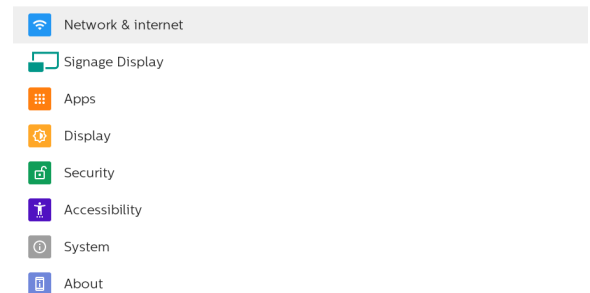 Network & internet
Signage Display
Apps
Display
Security
Accessibility
System
About